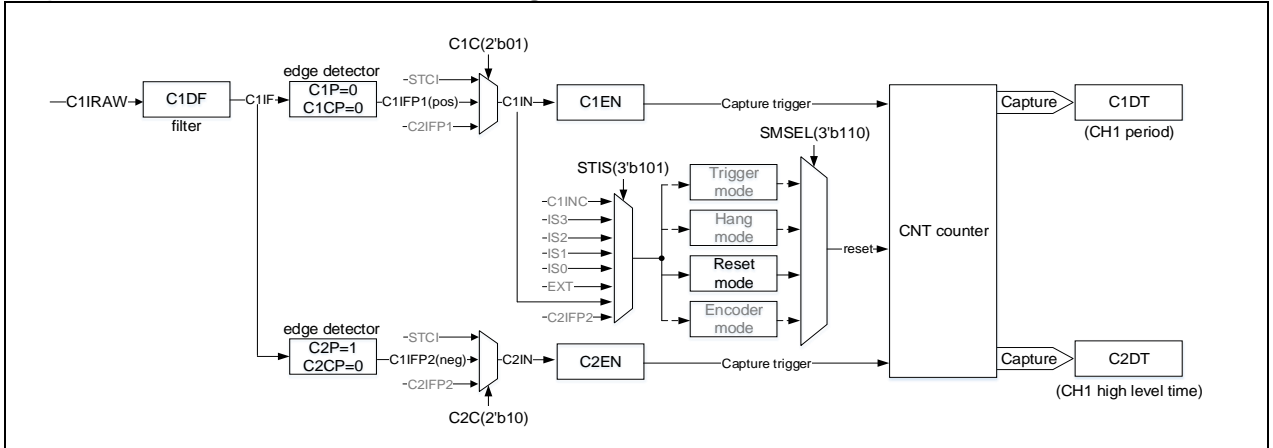 C1C(2'b01)
edge detector
C1IRAW
C1DF
filter
C1IF
C1P=0
C1CP=0
STCI
C1IFP1(pos)
C2IFP1
C1IN
C1EN
Capture trigger
Capture
C1DT
(CH1 period)
SMSEL(3'b110)
STIS(3'b101)
C1INC
IS3
IS2
IS1
IS0
EXT
C2IFP2
Trigger
mode
Hang
mode
Reset
mode
Encoder
mode
reset
CNT counter
edge detector
C2P=1
C2CP=0
STCI
C1IFP2(neg)
C2IFP2
C2IN
C2EN
Capture trigger
Capture
C2DT
(CH1 high level time)
C2C(2'b10)